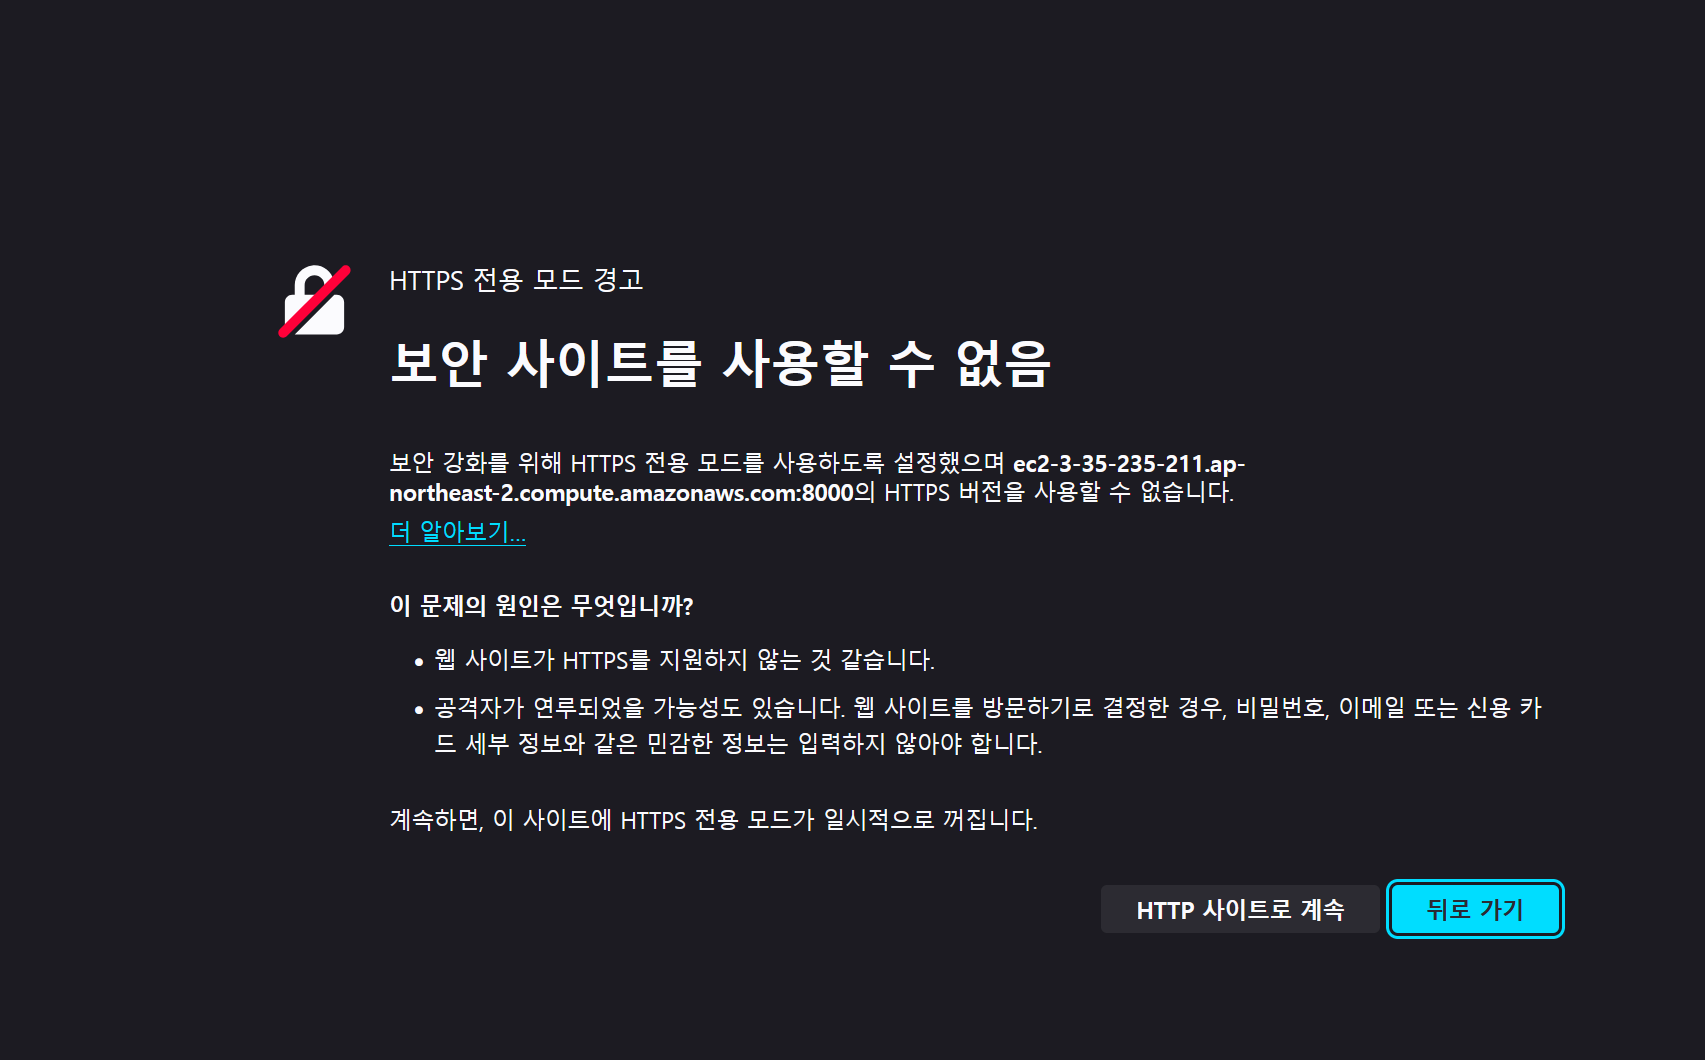 HTTPS 전용 모드 경고
보안 사이트를 사용할 수 없음
보안 강화를 위해 HTTPS 전용 모드를 사용하도록 설정했으며 ec2-3-35-235-211.ap-
northeast-2.compute.amazonaws.com:8000의 HTTPS 버전을 사용할 수 없습니다.
더 알아보기...
이 문제의 원인은 무엇입니까?
• 웹 사이트가 HTTPS를 지원하지 않는 것 같습니다.
• 공격자가 연루되었을 가능성도 있습니다. 웹 사이트를 방문하기로 결정한 경우, 비밀번호, 이메일 또는 신용 카
드 세부 정보와 같은 민감한 정보는 입력하지 않아야 합니다.
계속하면, 이 사이트에 HTTPS 전용 모드가 일시적으로 꺼집니다.
HTTP 사이트로 계속
뒤로 가기